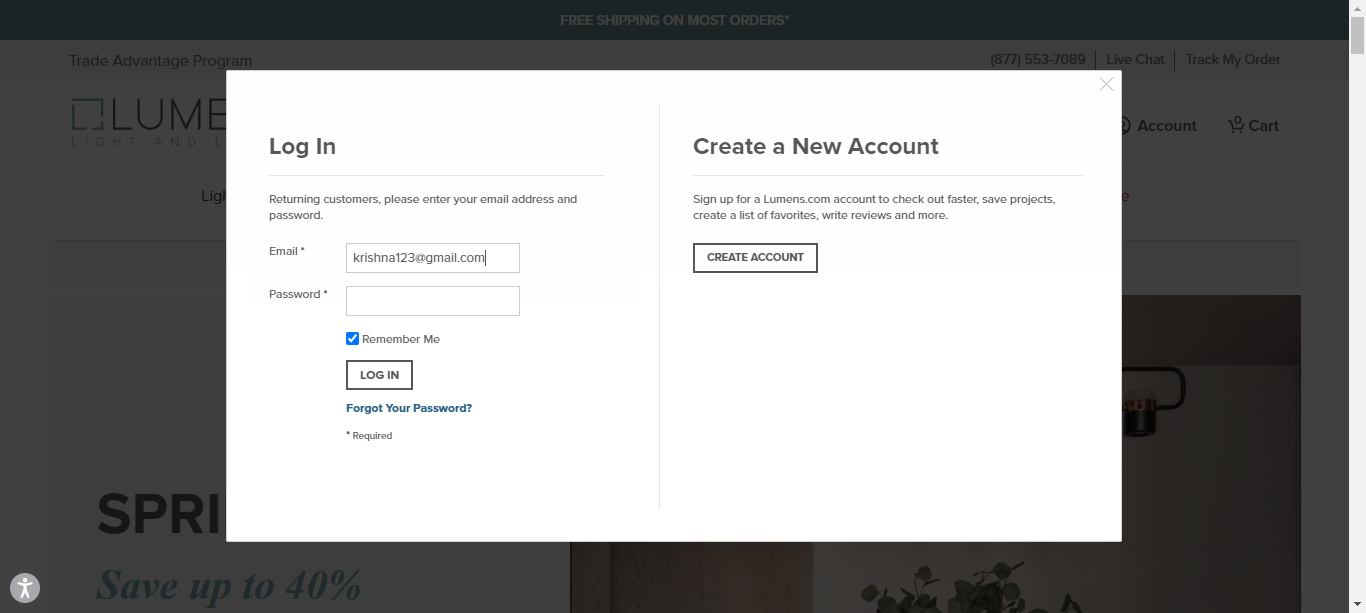 FREE SHIPPING ON MOST ORDERS*
Trade Advantage Program
(877) 553-7089
Live Chat
Track My Order
LUME
LIGHT AND L
Account
0
Cart
Ligh
e
Log In
Returning customers, please enter your email address and
password.
Email *
krishna123@gmail.com
Password *
Remember Me
LOG IN
Forgot Your Password?
* Required
Create a New Account
Sign up for a Lumens.com account to check out faster, save projects,
create a list of favorites, write reviews and more.
CREATE ACCOUNT
SPRI
Save up to 40%